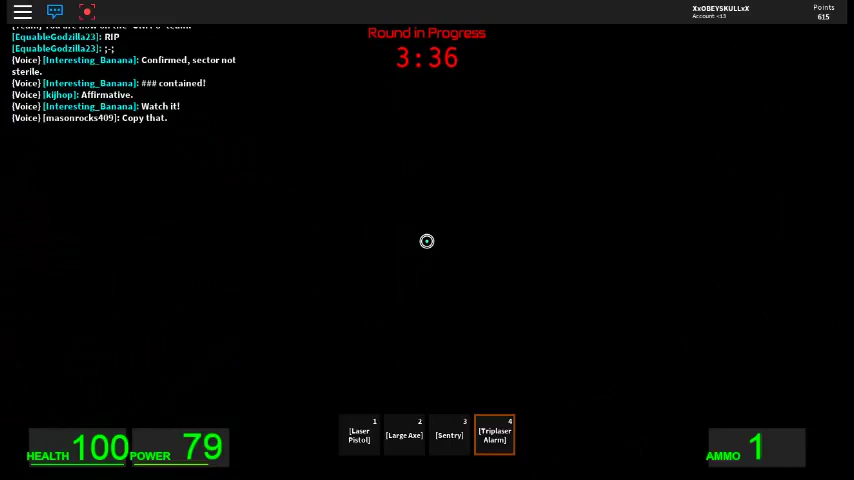 XxOBEYSKULLxX
Account <13
Points
615
[EquableGodzilla23]: RIP
[EquableGodzilla23]: ;-;
{Voice} [Interesting_Banana]: Confirmed, sector not
sterile.
{Voice} [Interesting_Banana]: ### contained!
{Voice} [kijhop]: Affirmative.
{Voice} [Interesting_Banana]: Watch it!
{Voice} [masonrocks409]: Copy that.
Round in Progress
3:36
1
[Laser
Pistol]
2
[Large Axe]
3
[Sentry]
4
[Triplaser
Alarm]
HEALTH 100
POWER 79
AMMO 1